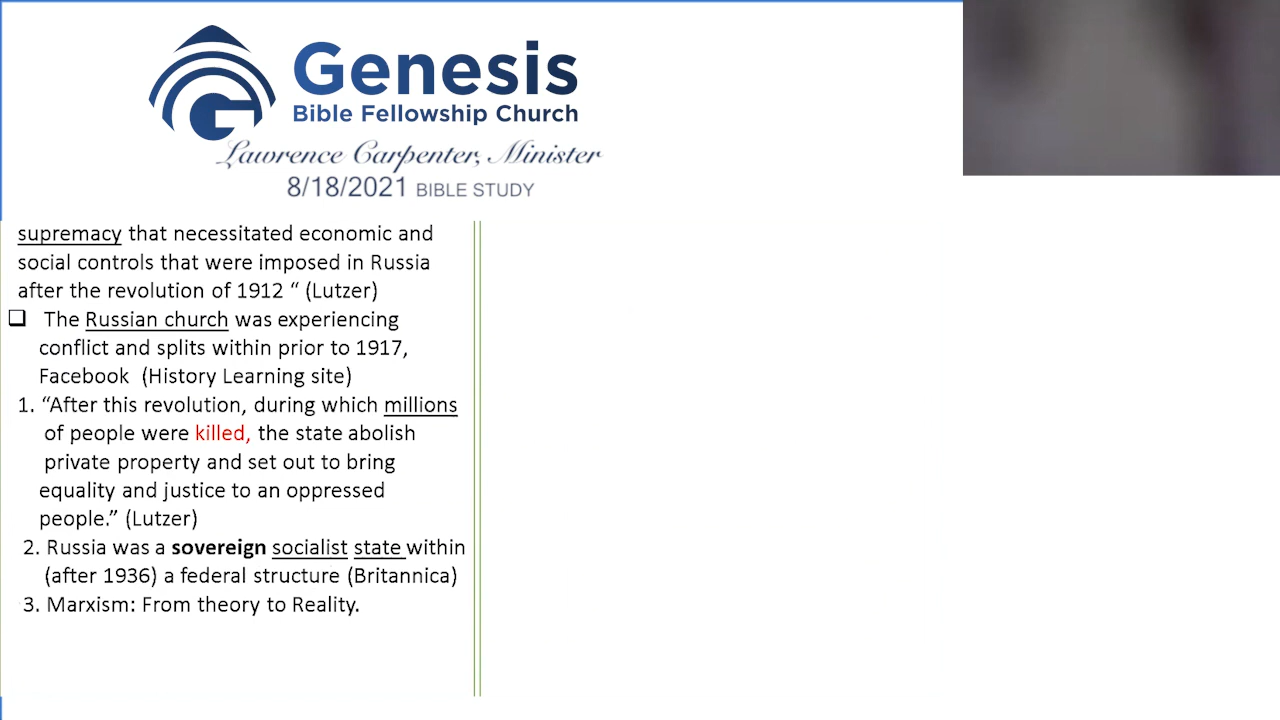 Genesis
Bible Fellowship Church
Lawrence Carpenter, Minister
8/18/2021 BIBLE STUDY
supremacy that necessitated economic and
social controls that were imposed in Russia
after the revolution of 1912 “ (Lutzer)
❑ The Russian church was experiencing
conflict and splits within prior to 1917,
Facebook (History Learning site)
1. “After this revolution, during which millions
of people were killed, the state abolish
private property and set out to bring
equality and justice to an oppressed
people.” (Lutzer)
2. Russia was a sovereign socialist state within
(after 1936) a federal structure (Britannica)
3. Marxism: From theory to Reality.